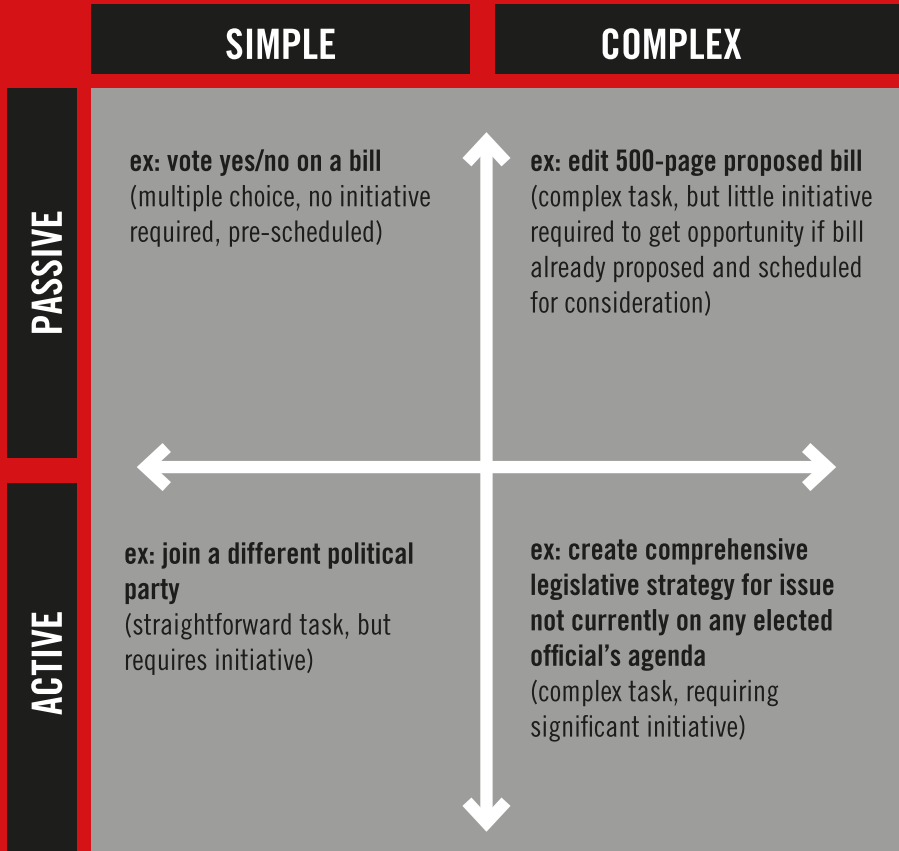 SIMPLE
COMPLEX
PASSIVE
ex: vote yes/no on a bill
(multiple choice, no initiative
required, pre-scheduled)
ex: edit 500-page proposed bill
(complex task, but little initiative
required to get opportunity if bill
already proposed and scheduled
for consideration)
ACTIVE
ex: join a different political
party
(straightforward task, but
requires initiative)
ex: create comprehensive
legislative strategy for issue
not currently on any elected
official’s agenda
(complex task, requiring
significant initiative)